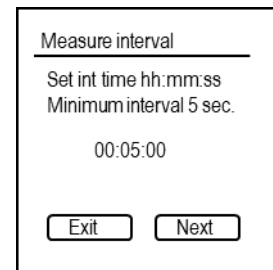 Measure interval
Set int time hh:mm:ss
Minimum interval 5 sec.
00:05:00
Exit Next